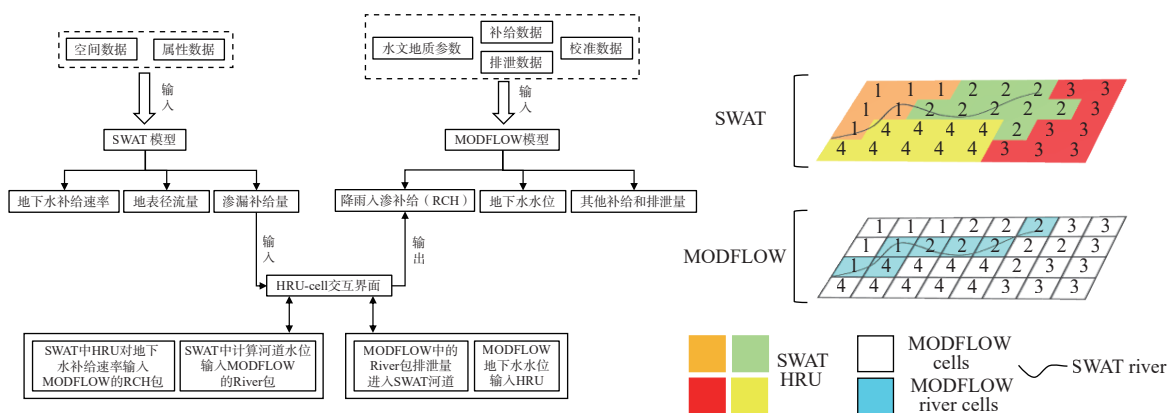 空间数据
属性数据
输
入
SWAT 模型
地下水补给速率
地表径流量
渗漏补给量
水文地质参数
补给数据
排泄数据
校准数据
输
入
MODFLOW模型
降雨入渗补给（RCH）
地下水水位
其他补给和排泄量
输
入
输
出
HRU-cell交互界面
SWAT中HRU对地下
水补给速率输入
MODFLOW的RCH包
SWAT中计算河道水位
输入MODFLOW
的River包
MODFLOW中的
River包排泄量
进入SWAT河道
MODFLOW
地下水水位
输入HRU
SWAT
1 1 1 2 2 2 3 3
1 1 2 2 2 2 2 3
1 4 4 4 4 2 3 3
4 4 4 4 4 3 3 3
MODFLOW
1 1 1 2 2 2 3 3
1 1 2 2 2 2 2 3
1 4 4 4 4 2 3 3
4 4 4 4 4 3 3 3
SWAT
HRU
MODFLOW
cells
MODFLOW
river cells
SWAT river